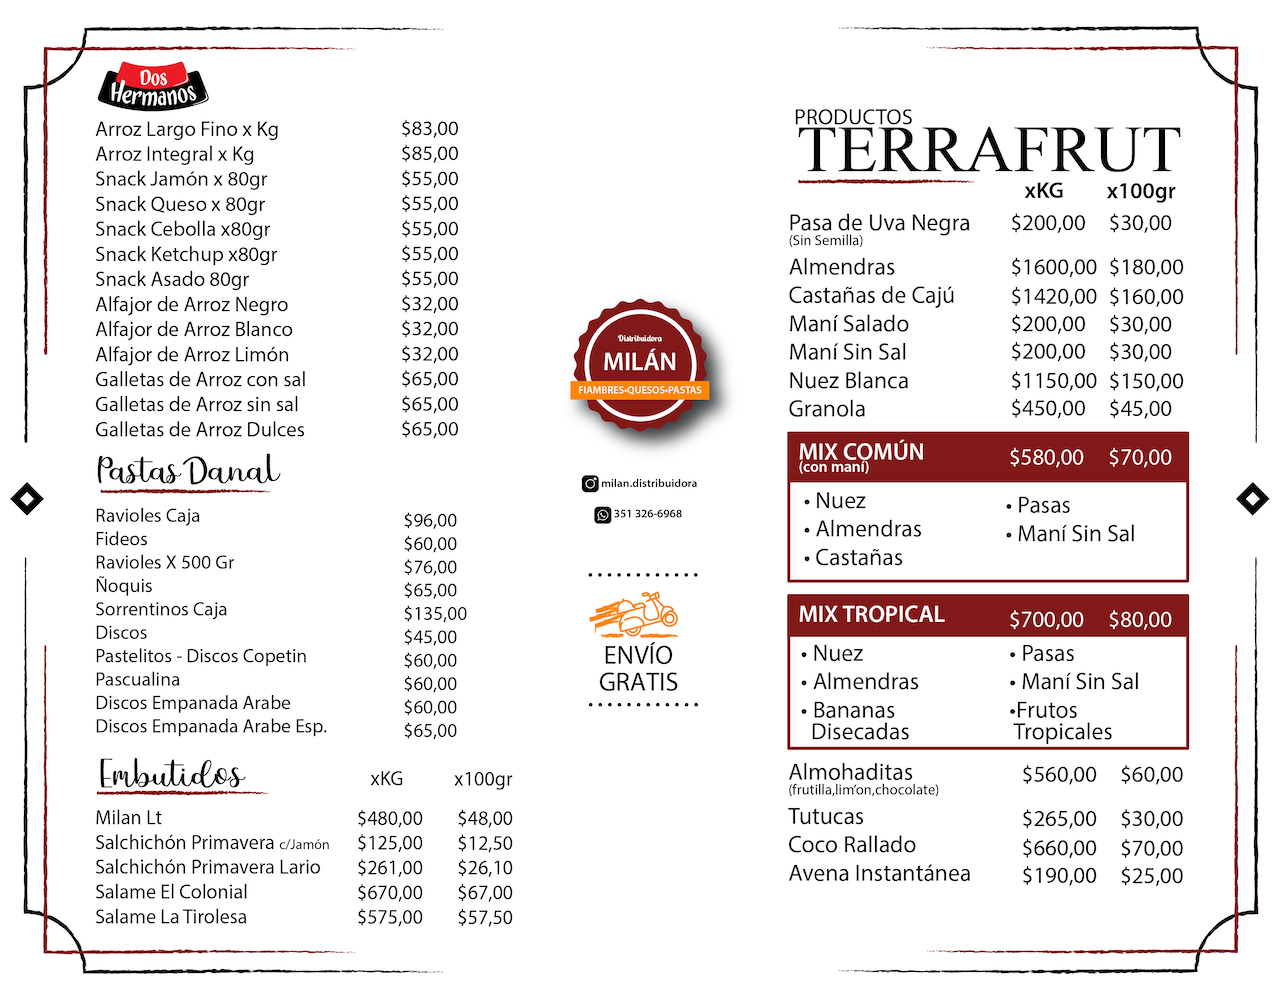 Dos
Hermanos
Arroz Largo Fino x Kg $83,00
Arroz Integral x Kg $85,00
Snack Jamón x 80gr $55,00
Snack Queso x 80gr $55,00
Snack Cebolla x80gr $55,00
Snack Ketchup x80gr $55,00
Snack Asado 80gr $55,00
Alfajor de Arroz Negro $32,00
Alfajor de Arroz Blanco $32,00
Alfajor de Arroz Limón $32,00
Galletas de Arroz con sal $65,00
Galletas de Arroz sin sal $65,00
Galletas de Arroz Dulces $65,00
Pastas Danal
Ravioles Caja $96,00
Fideos $60,00
Ravioles X 500 Gr $76,00
Ñoquis $65,00
Sorrentinos Caja $135,00
Discos $45,00
Pastelitos - Discos Copetin $60,00
Pascualina $60,00
Discos Empanada Arabe $60,00
Discos Empanada Arabe Esp. $65,00
Embutidos xKG x100gr
Milan Lt $480,00 $48,00
Salchichón Primavera c/Jamón $125,00 $12,50
Salchichón Primavera Lario $261,00 $26,10
Salame El Colonial $670,00 $67,00
Salame La Tirolesa $575,00 $57,50
Distribuidora
MILÁN
FIAMBRES•QUESOS•PASTAS
milan.distribuidora
351 326-6968
ENVÍO
GRATIS
PRODUCTOS
TERRAFRUT
xKG x100gr
Pasa de Uva Negra $200,00 $30,00
(Sin Semilla)
Almendras $1600,00 $180,00
Castañas de Cajú $1420,00 $160,00
Maní Salado $200,00 $30,00
Maní Sin Sal $200,00 $30,00
Nuez Blanca $1150,00 $150,00
Granola $450,00 $45,00
MIX COMÚN $580,00 $70,00
(con maní)
• Nuez • Pasas
• Almendras • Maní Sin Sal
• Castañas
MIX TROPICAL $700,00 $80,00
• Nuez • Pasas
• Almendras • Maní Sin Sal
• Bananas •Frutos
Disecadas Tropicales
Almohaditas $560,00 $60,00
(frutilla,lim'on,chocolate)
Tutucas $265,00 $30,00
Coco Rallado $660,00 $70,00
Avena Instantánea $190,00 $25,00